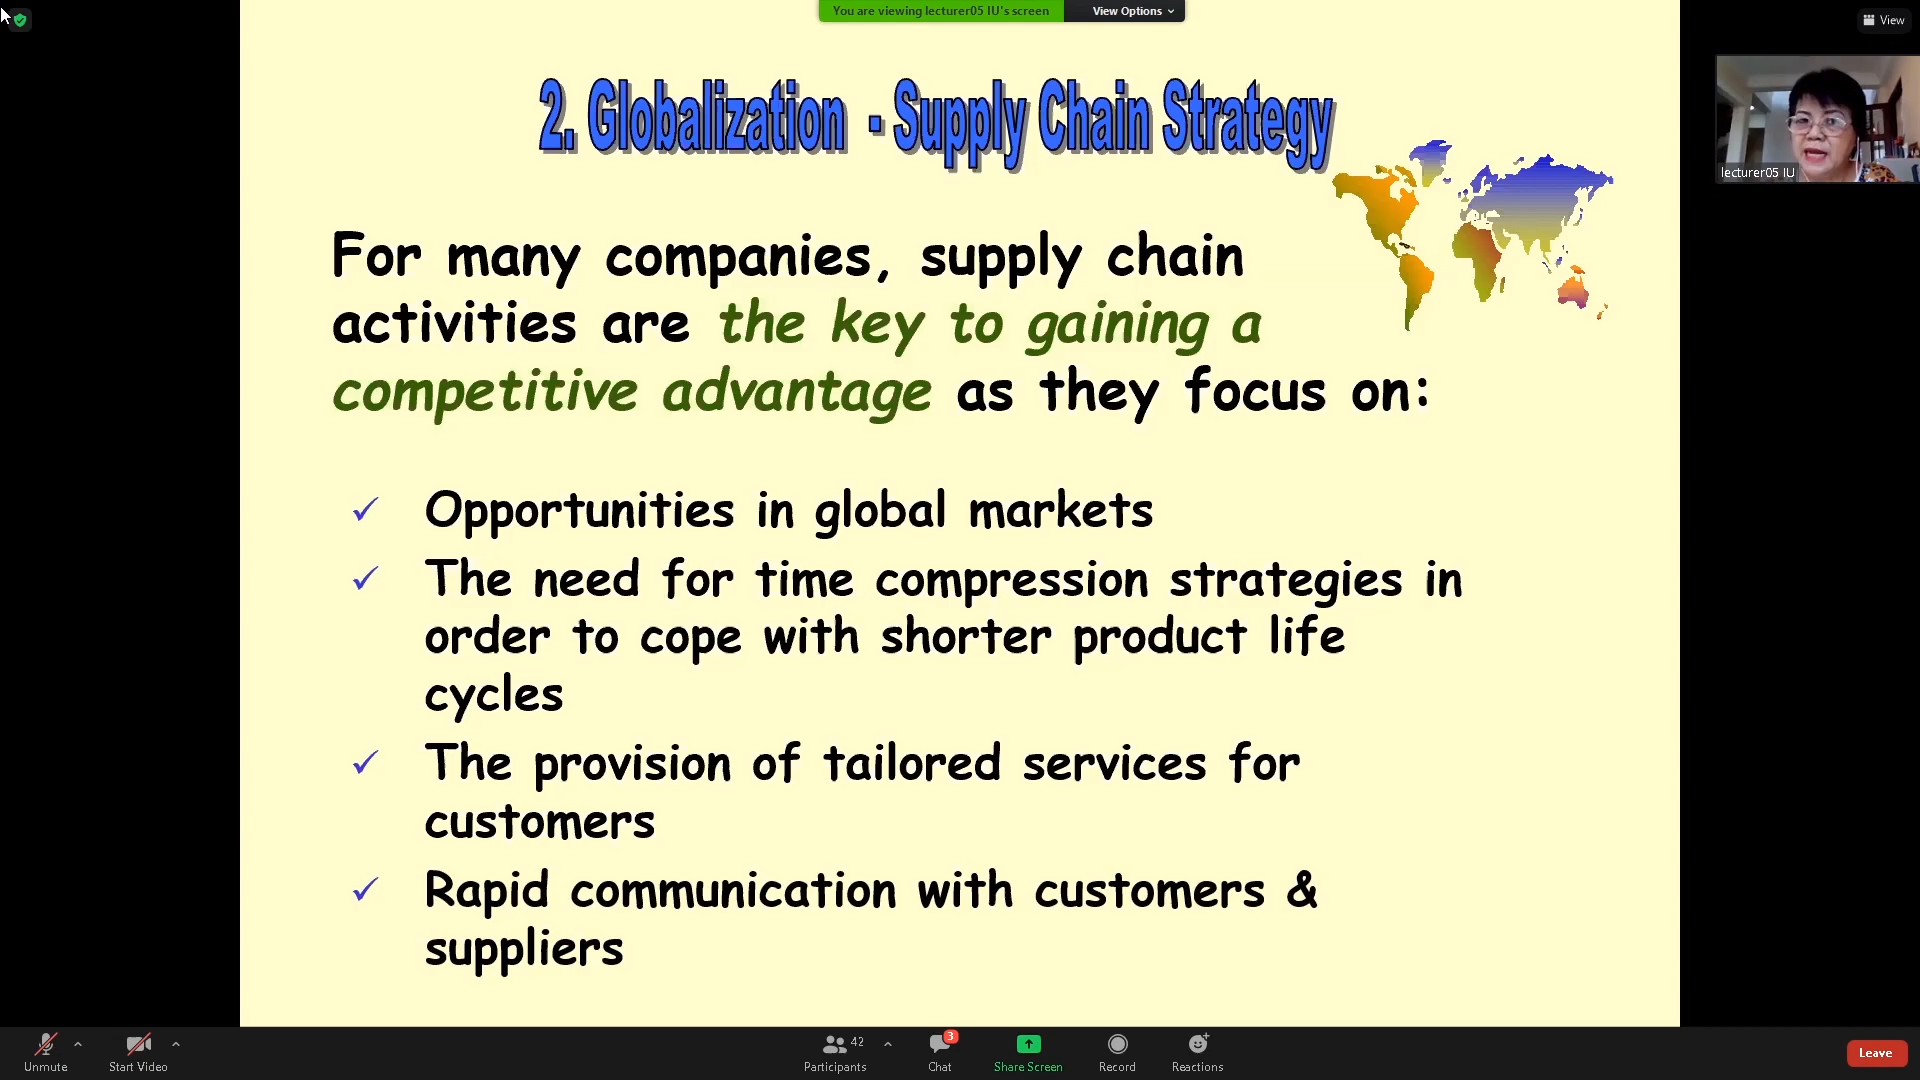 You are viewing lecturer05 IU's screen
View Options
View
2. Globalization - Supply Chain Strategy
lecturer05 IU
For many companies, supply chain
activities are the key to gaining a
competitive advantage as they focus on:
✓ Opportunities in global markets
✓ The need for time compression strategies in
order to cope with shorter product life
cycles
✓ The provision of tailored services for
customers
✓ Rapid communication with customers &
suppliers
Unmute
Start Video
42
Participants
3
Chat
Share Screen
Record
Reactions
Leave